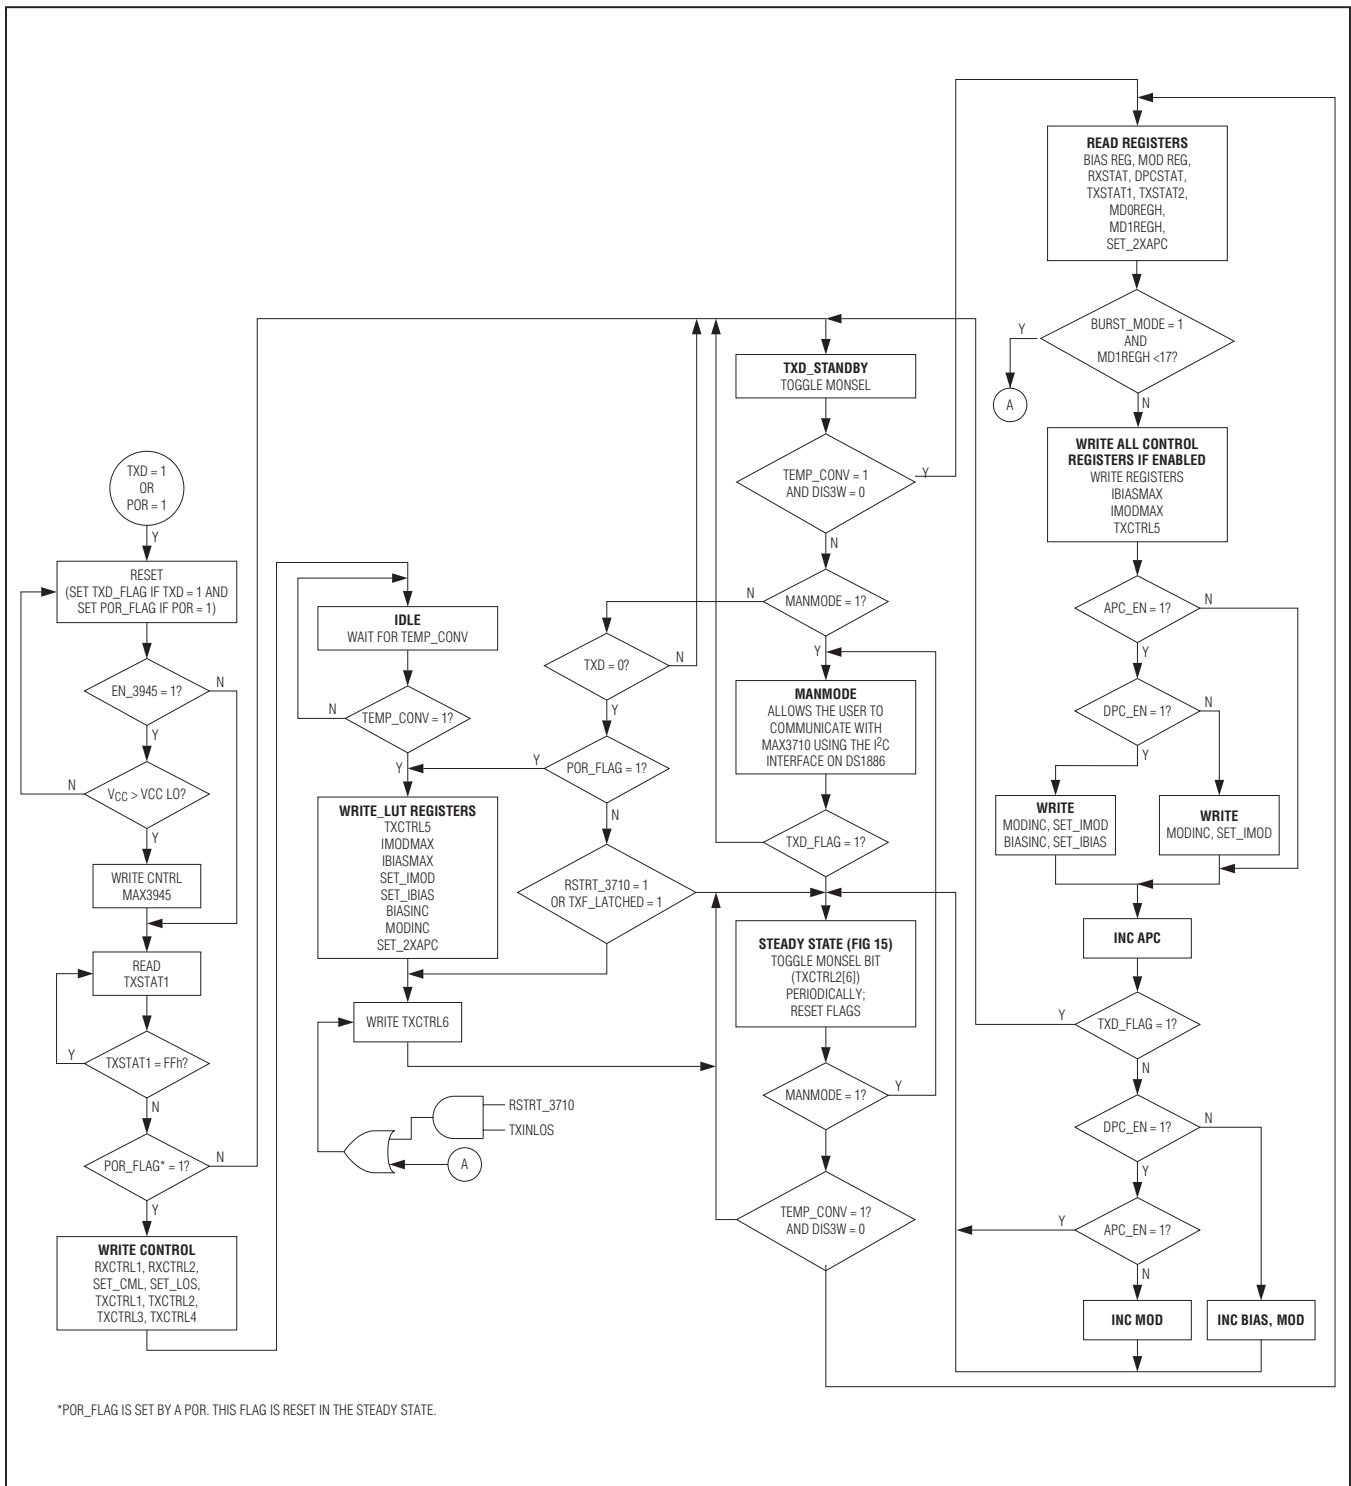 TXD = 1
OR
POR = 1
Y
RESET
(SET TXD_FLAG IF TXD = 1 AND
SET POR_FLAG IF POR = 1)
EN_3945 = 1?
N
Y
VCC > VCC LO?
N
Y
WRITE CNTRL
MAX3945
READ
TXSTAT1
TXSTAT1 = FFh?
Y
N
POR_FLAG* = 1?
N
Y
WRITE CONTROL
RXCTRL1, RXCTRL2,
SET_CML, SET_LOS,
TXCTRL1, TXCTRL2,
TXCTRL3, TXCTRL4
IDLE
WAIT FOR TEMP_CONV
TEMP_CONV = 1?
N
Y
WRITE_LUT REGISTERS
TXCTRL5
IMODMAX
IBIASMAX
SET_IMOD
SET_IBIAS
BIASINC
MODINC
SET_2XAPC
WRITE TXCTRL6
RSTRT_3710
TXINLOS
A
TXD = 0?
N
Y
POR_FLAG = 1?
Y
N
RSTRT_3710 = 1
OR TXF_LATCHED = 1
TXD_STANDBY
TOGGLE MONSEL
TEMP_CONV = 1
AND DIS3W = 0
Y
N
MANMODE = 1?
N
Y
MANMODE
ALLOWS THE USER TO
COMMUNICATE WITH
MAX3710 USING THE I2C
INTERFACE ON DS1886
TXD_FLAG = 1?
STEADY STATE (FIG 15)
TOGGLE MONSEL BIT
(TXCTRL2[6])
PERIODICALLY;
RESET FLAGS
MANMODE = 1?
Y
TEMP_CONV = 1?
AND DIS3W = 0
READ REGISTERS
BIAS REG, MOD REG,
RXSTAT, DPCSTAT,
TXSTAT1, TXSTAT2,
MD0REGH,
MD1REGH,
SET_2XAPC
BURST_MODE = 1
AND
MD1REGH <17?
Y
A
N
WRITE ALL CONTROL
REGISTERS IF ENABLED
WRITE REGISTERS
IBIASMAX
IMODMAX
TXCTRL5
APC_EN = 1?
N
Y
DPC_EN = 1?
N
Y
WRITE
MODINC, SET_IMOD
BIASINC, SET_IBIAS
WRITE
MODINC, SET_IMOD
INC APC
TXD_FLAG = 1?
Y
N
DPC_EN = 1?
N
Y
APC_EN = 1?
Y
N
INC MOD
INC BIAS, MOD
*POR_FLAG IS SET BY A POR. THIS FLAG IS RESET IN THE STEADY STATE.